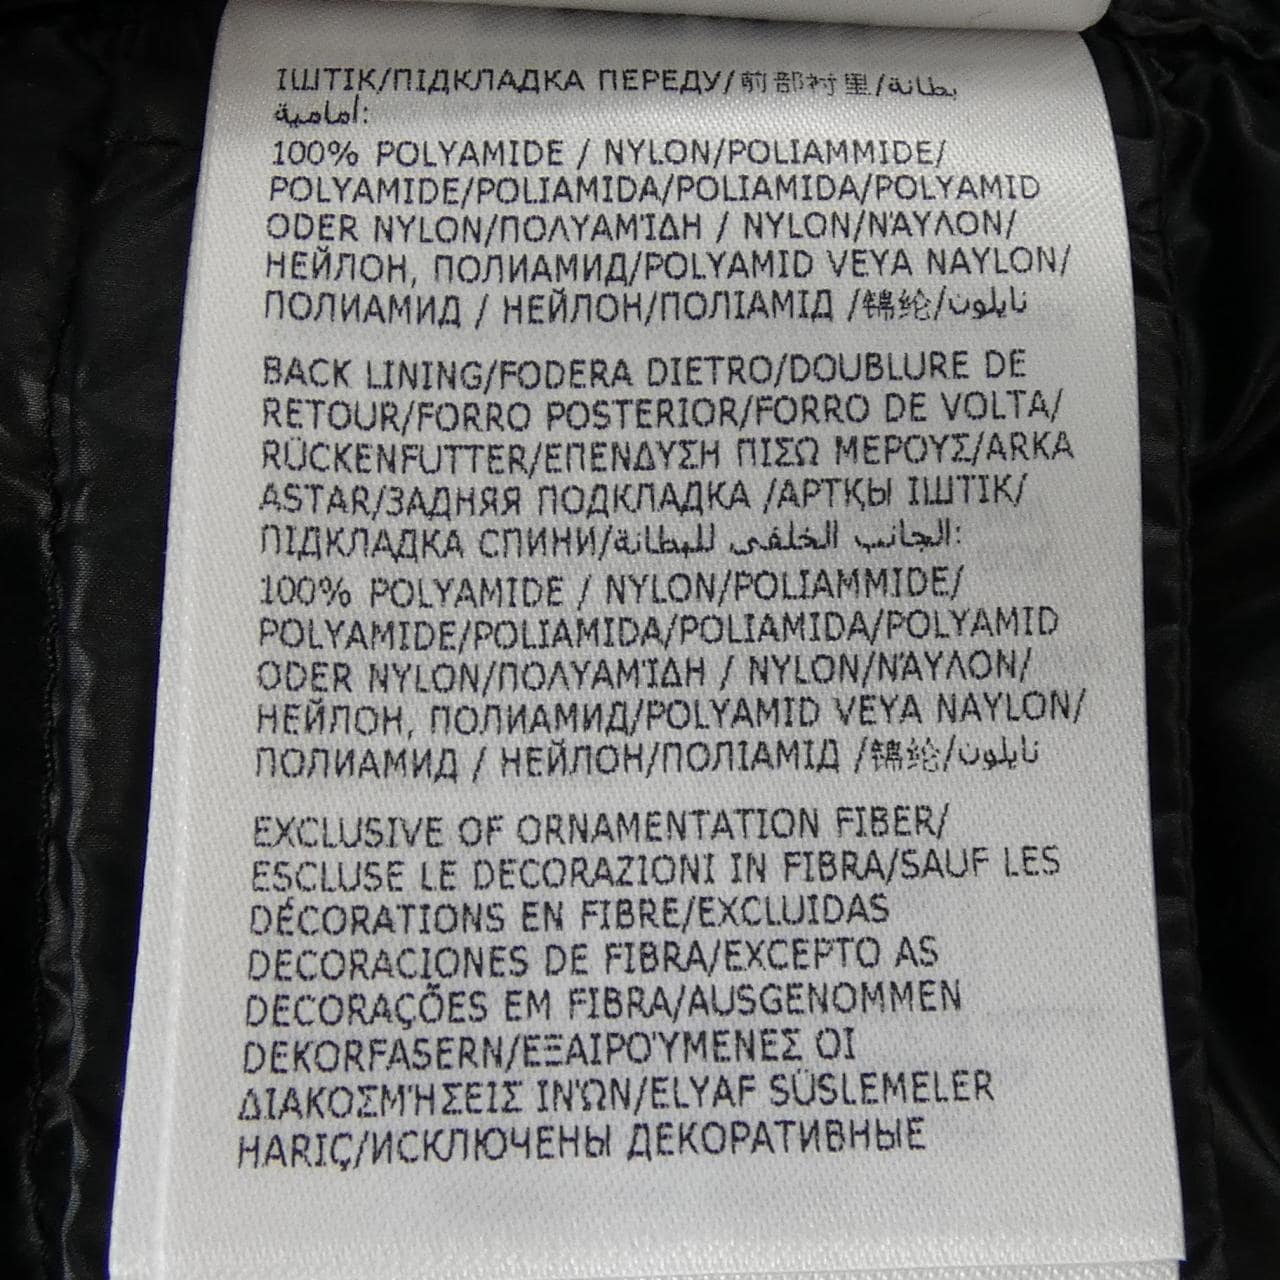 ІШТІК/ПІДКЛАДКА ПЕРЕДУ/前部衬里/بطانة
أمامية:
100% POLYAMIDE / NYLON/POLIAMMIDE/
POLYAMIDE/POLIAMIDA/POLIAMIDA/POLYAMID
ODER NYLON/ΠΟΛΥΑΜΊΔΗ / NYLON/ΝΆΥΛΟΝ/
НЕЙЛОН, ПОЛИАМИД/POLYAMID VEYA NAYLON/
ПОЛИАМИД / НЕЙЛОН/ПОЛІАМІД /锦纶/نايلون
BACK LINING/FODERA DIETRO/DOUBLURE DE
RETOUR/FORRO POSTERIOR/FORRO DE VOLTA/
RÜCKENFUTTER/ΕΠΕΝΔΥΣΗ ΠΙΣΩ ΜΕΡΟΥΣ/ARKA
ASTAR/ЗАДНЯЯ ПОДКЛАДКА /АРТҚЫ ІШТІК/
ПІДКЛАДКА СПИНИ/الجانب الخلفي للبطانة:
100% POLYAMIDE / NYLON/POLIAMMIDE/
POLYAMIDE/POLIAMIDA/POLIAMIDA/POLYAMID
ODER NYLON/ΠΟΛΥΑΜΊΔΗ / NYLON/ΝΆΥΛΟΝ/
НЕЙЛОН, ПОЛИАМИД/POLYAMID VEYA NAYLON/
ПОЛИАМИД / НЕЙЛОН/ПОЛІАМІД /锦纶/نايلون
EXCLUSIVE OF ORNAMENTATION FIBER/
ESCLUSE LE DECORAZIONI IN FIBRA/SAUF LES
DÉCORATIONS EN FIBRE/EXCLUIDAS
DECORACIONES DE FIBRA/EXCEPTO AS
DECORAÇÕES EM FIBRA/AUSGENOMMEN
DEKORFASERN/ΕΞΑΙΡΟΎΜΕΝΕΣ ΟΙ
ΔΙΑΚΟΣΜΉΣΕΙΣ ΙΝΏΝ/ELYAF SÜSLEMELER
HARIÇ/ИСКЛЮЧЕНЫ ДЕКОРАТИВНЫЕ